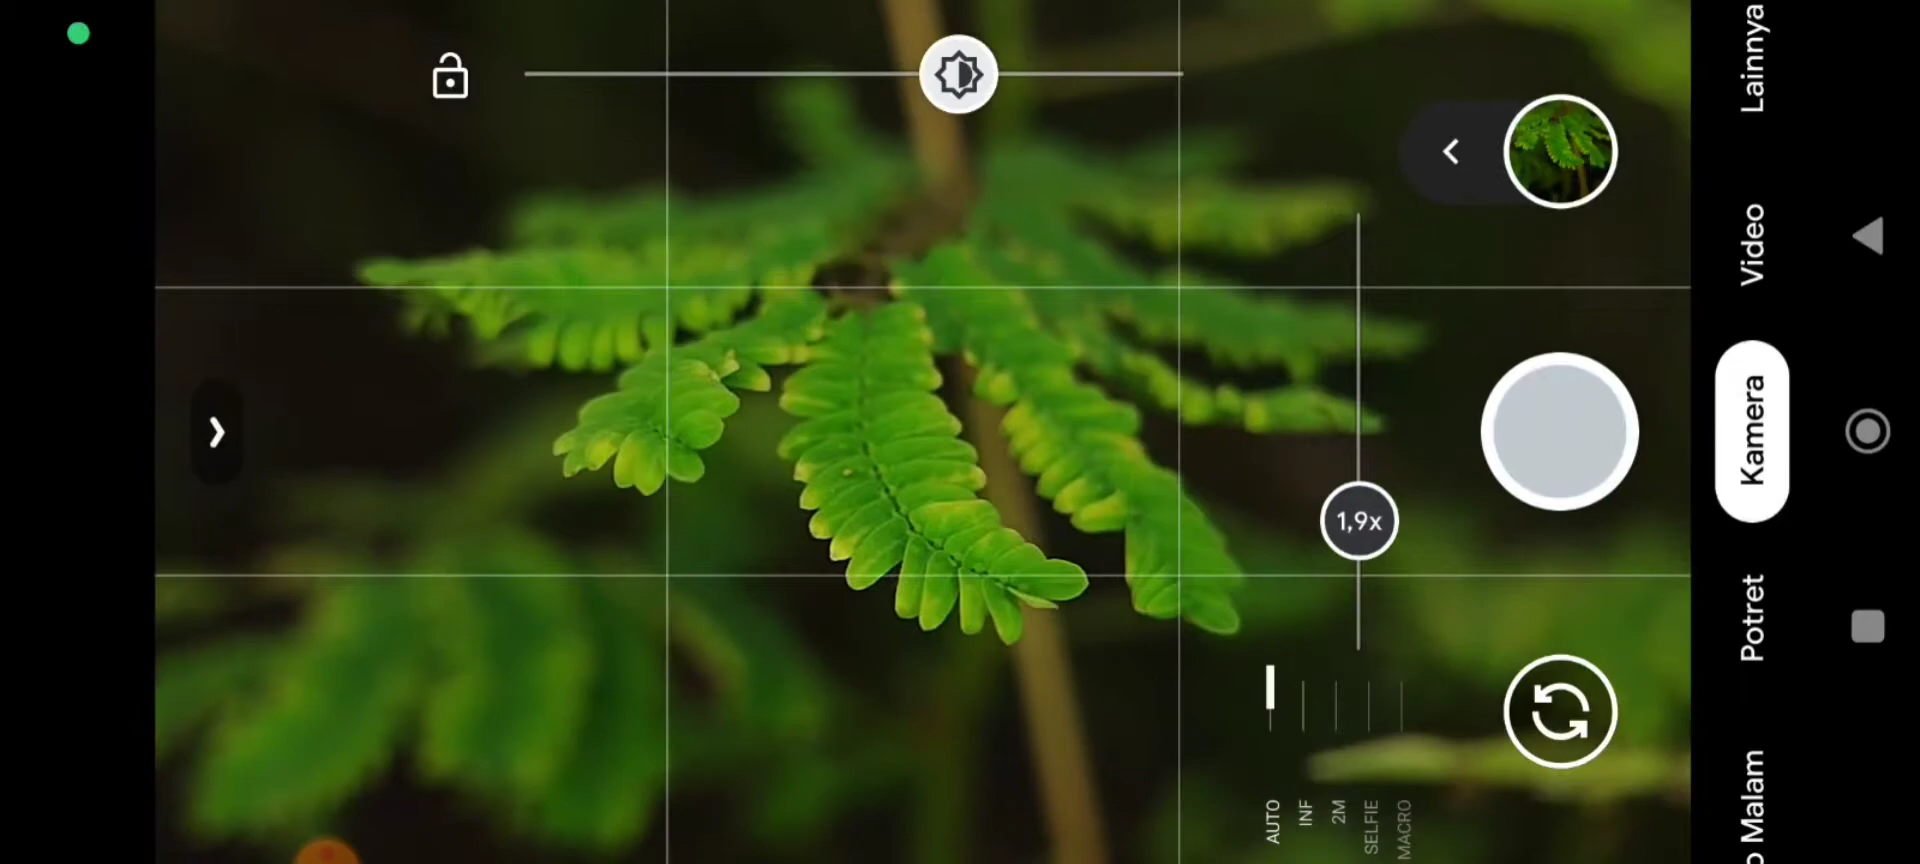 Lainnya
Video
Kamera
Potret
o Malam
1,9x
AUTO
INF
2M
SELFIE
MACRO